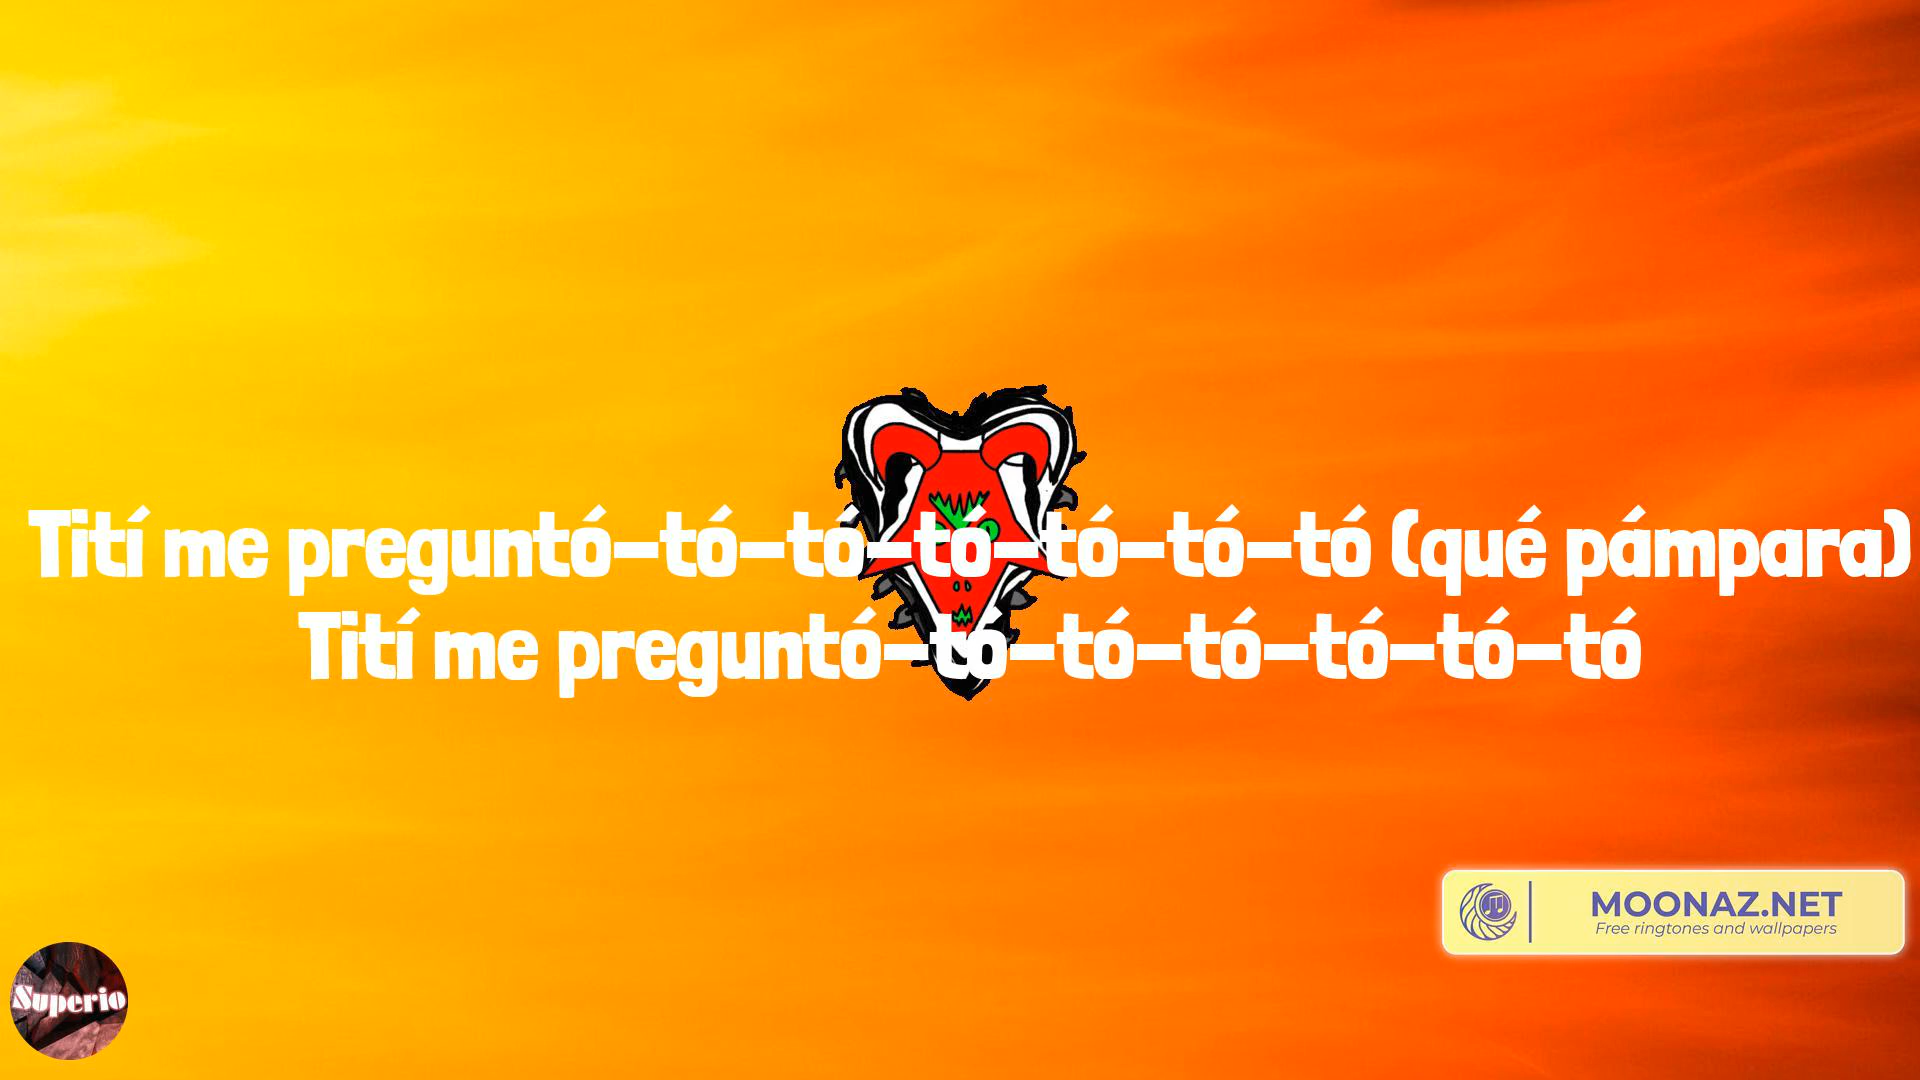 Tití me preguntó-tó-tó-tó-tó-tó-tó (qué pámpara)
Tití me preguntó-tó-tó-tó-tó-tó-tó
MOONAZ.NET
Free ringtones and wallpapers
Superio